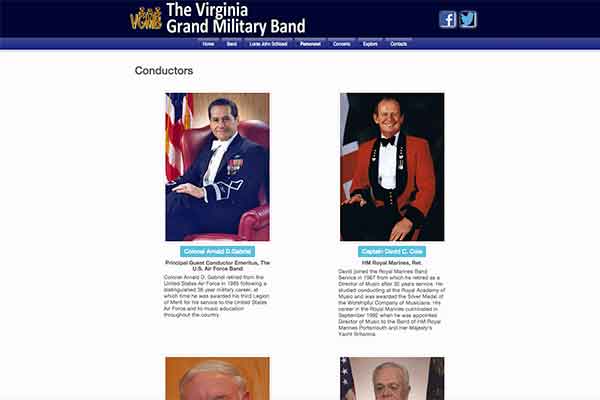 VGMB
The Virginia
Grand Military Band
Home Band Loras John Schissel Personnel Concerts Explore Contacts
Conductors
Colonel Arnald D.Gabriel
Principal Guest Conductor Emeritus, The
U.S. Air Force Band
Colonel Arnald D. Gabriel retired from the
United States Air Force in 1985 following a
distinguished 36 year military career, at
which time he was awarded his third Legion
of Merit for his service to the United States
Air Force and to music education
throughout the country.
Captain David C. Cole
HM Royal Marines, Ret.
David joined the Royal Marines Band
Service in 1967 from which he retired as a
Director of Music after 30 years service. He
studied conducting at the Royal Academy of
Music and was awarded the Silver Medal of
the Worshipful Company of Musicians. His
career in the Royal Marines culminated in
September 1992 when he was appointed
Director of Music to the Band of HM Royal
Marines Portsmouth and Her Majesty's
Yacht Britannia.